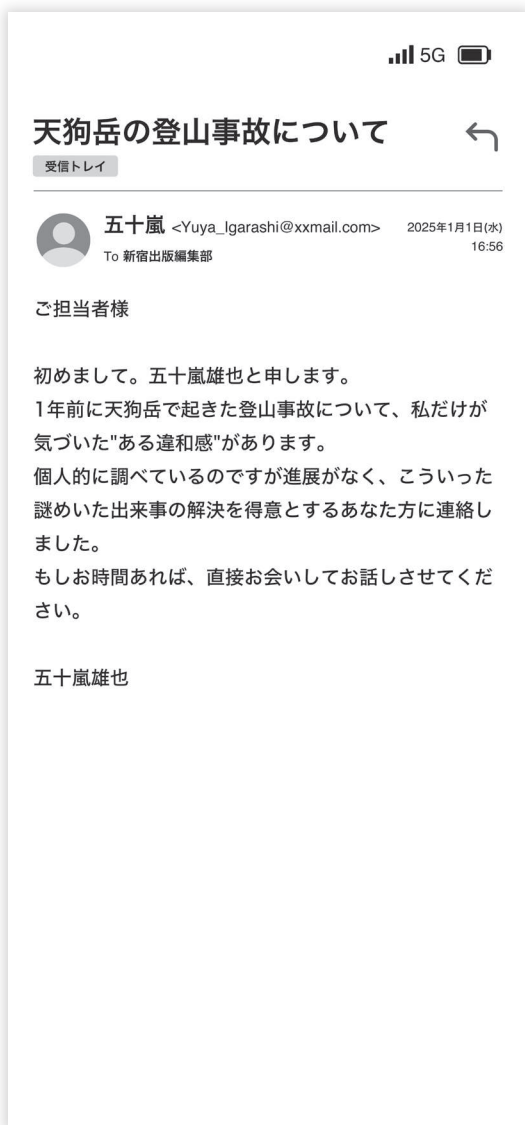 5G
天狗岳の登山事故について
受信トレイ
五十嵐 <Yuya_Igarashi@xxmail.com> 2025年1月1日(水)
To 新宿出版編集部 16:56
ご担当者様
初めまして。五十嵐雄也と申します。
1年前に天狗岳で起きた登山事故について、私だけが
気づいた"ある違和感"があります。
個人的に調べているのですが進展がなく、こういった
謎めいた出来事の解決を得意とするあなた方に連絡し
ました。
もしお時間あれば、直接お会いしてお話しさせてくだ
さい。
五十嵐雄也